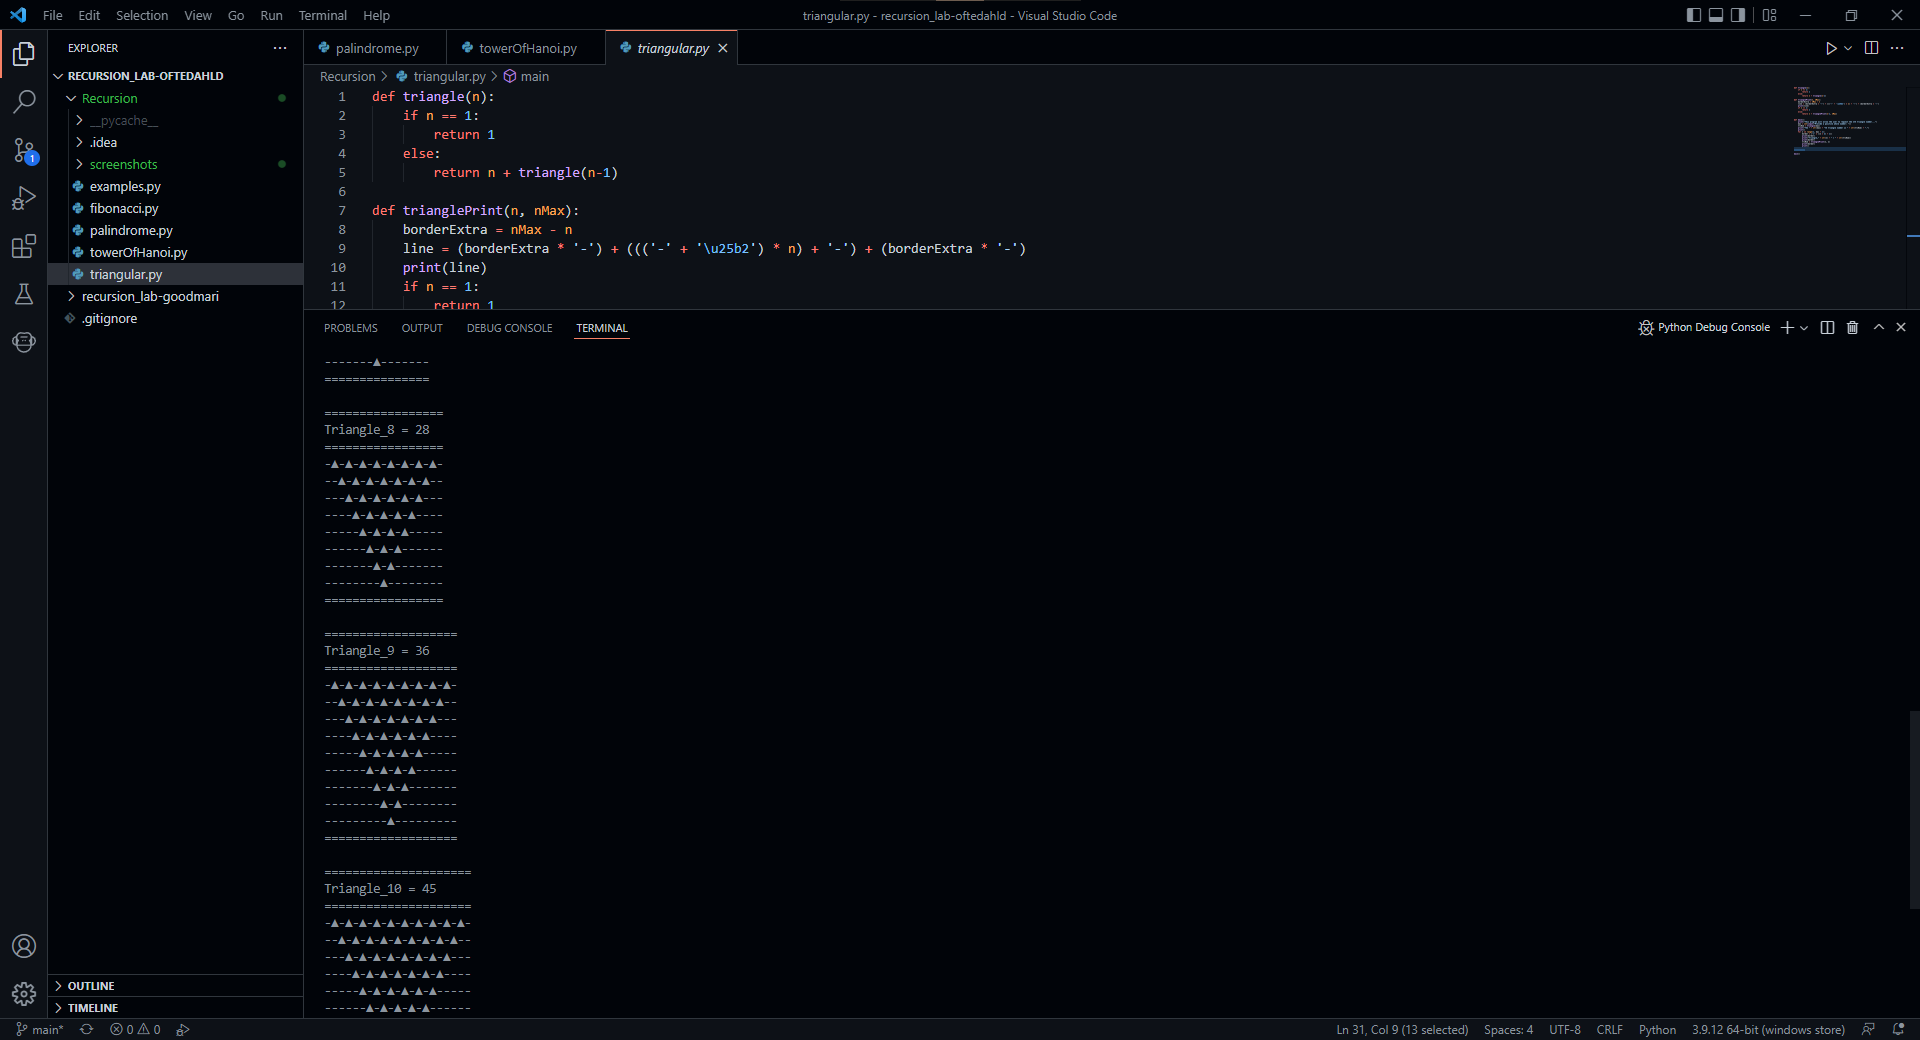 File Edit Selection View Go Run Terminal Help
triangular.py - recursion_lab-oftedahld - Visual Studio Code
EXPLORER
RECURSION_LAB-OFTEDAHLD
Recursion
__pycache__
.idea
screenshots
examples.py
fibonacci.py
palindrome.py
towerOfHanoi.py
triangular.py
recursion_lab-goodmari
.gitignore
OUTLINE
TIMELINE
1
palindrome.py
towerOfHanoi.py
triangular.py
Recursion > triangular.py > main
1 def triangle(n):
2 if n == 1:
3 return 1
4 else:
5 return n + triangle(n-1)
6
7 def trianglePrint(n, nMax):
8 borderExtra = nMax - n
9 line = (borderExtra * '-') + ((('-' + '\u25b2') * n) + '-') + (borderExtra * '-')
10 print(line)
11 if n == 1:
12 return 1
PROBLEMS OUTPUT DEBUG CONSOLE TERMINAL
Python Debug Console
-------▲-------
===============
=================
Triangle_8 = 28
=================
-▲-▲-▲-▲-▲-▲-▲-▲-
--▲-▲-▲-▲-▲-▲-▲--
---▲-▲-▲-▲-▲-▲---
----▲-▲-▲-▲-▲----
-----▲-▲-▲-▲-----
------▲-▲-▲------
-------▲-▲-------
--------▲--------
=================
===================
Triangle_9 = 36
===================
-▲-▲-▲-▲-▲-▲-▲-▲-▲-
--▲-▲-▲-▲-▲-▲-▲-▲--
---▲-▲-▲-▲-▲-▲-▲---
----▲-▲-▲-▲-▲-▲----
-----▲-▲-▲-▲-▲-----
------▲-▲-▲-▲------
-------▲-▲-▲-------
--------▲-▲--------
---------▲---------
===================
=====================
Triangle_10 = 45
=====================
-▲-▲-▲-▲-▲-▲-▲-▲-▲-▲-
--▲-▲-▲-▲-▲-▲-▲-▲-▲--
---▲-▲-▲-▲-▲-▲-▲-▲---
----▲-▲-▲-▲-▲-▲-▲----
-----▲-▲-▲-▲-▲-▲-----
------▲-▲-▲-▲-▲------
main* 0 0
Ln 31, Col 9 (13 selected) Spaces: 4 UTF-8 CRLF Python 3.9.12 64-bit (windows store)